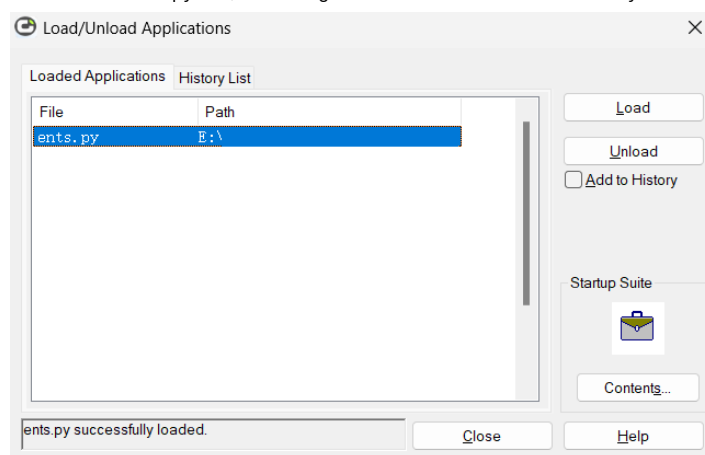 Load/Unload Applications
Loaded Applications History List
File Path
ents.py E:\
Load
Unload
Add to History
Startup Suite
Contents...
ents.py successfully loaded.
Close
Help